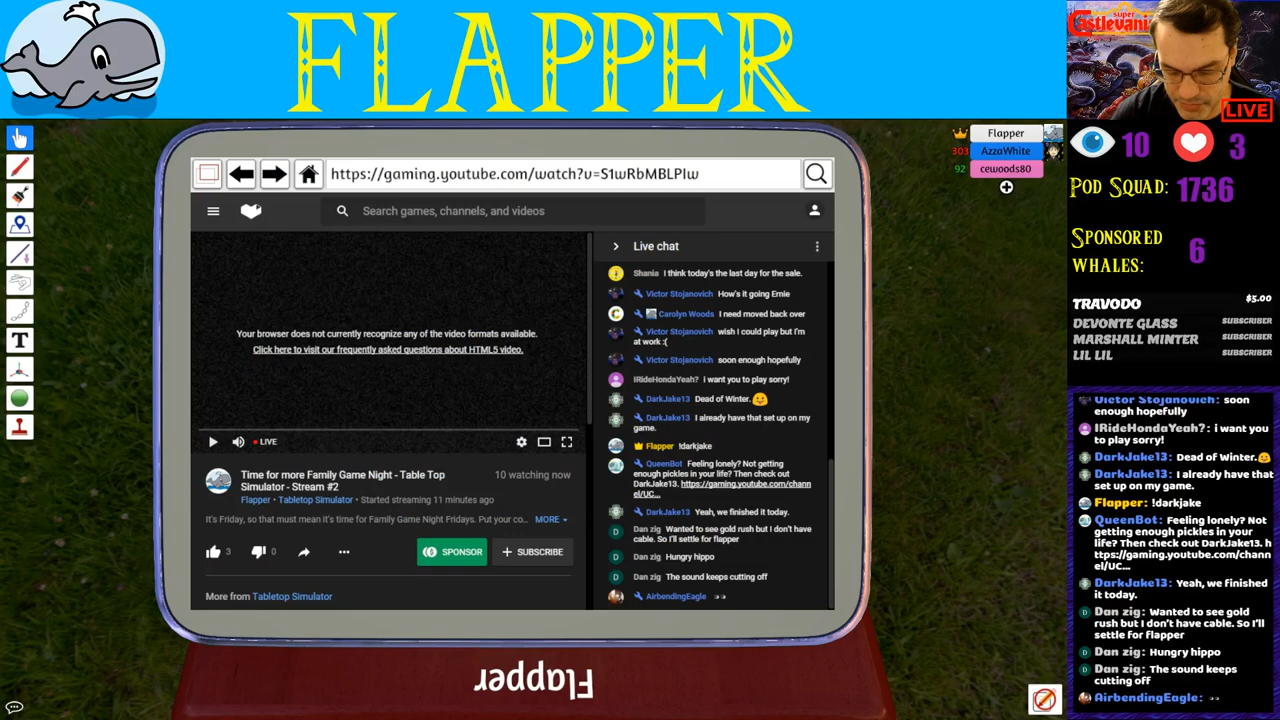 FLAPPER
super
Castlevani
LIVE
10
3
POD SQUAD: 1736
SPONSORED
WHALES:
6
TRAVODO
$5.00
DEVONTE GLASS
SUBSCRIBER
MARSHALL MINTER
SUBSCRIBER
LIL LIL
SUBSCRIBER
Flapper
303
AzzaWhite
92
cewoods80
https://gaming.youtube.com/watch?v=S1wRbMBLPIw
Search games, channels, and videos
Your browser does not currently recognize any of the video formats available.
Click here to visit our frequently asked questions about HTML5 video.
LIVE
Time for more Family Game Night - Table Top
Simulator - Stream #2
10 watching now
Flapper • Tabletop Simulator • Started streaming 11 minutes ago
It's Friday, so that must mean it's time for Family Game Night Fridays. Put your co...
MORE
3
0
SPONSOR
SUBSCRIBE
More from Tabletop Simulator
Live chat
Shania I think today's the last day for the sale.
Victor Stojanovich How's it going Ernie
C
Carolyn Woods I need moved back over
Victor Stojanovich wish I could play but I'm
at work :(
Victor Stojanovich soon enough hopefully
IRideHondaYeah? i want you to play sorry!
DarkJake13 Dead of Winter.
DarkJake13 I already have that set up on my
game.
Flapper !darkjake
QueenBot Feeling lonely? Not getting
enough pickles in your life? Then check out
DarkJake13. https://gaming.youtube.com/chann
el/UC...
DarkJake13 Yeah, we finished it today.
D
Dan zig Wanted to see gold rush but I don't have
cable. So I'll settle for flapper
D
Dan zig Hungry hippo
D
Dan zig The sound keeps cutting off
AirbendingEagle 👀
T
Flapper
Victor Stojanovich: soon
enough hopefully
IRideHondaYeah?: i want you
to play sorry!
DarkJake13: Dead of Winter.
DarkJake13: I already have that
set up on my game.
Flapper: !darkjake
QueenBot: Feeling lonely? Not
getting enough pickles in your
life? Then check out
DarkJake13. h
ttps://gaming.youtube.com/chann
el/UC...
DarkJake13: Yeah, we finished
it today.
D
Dan zig: Wanted to see gold
rush but I don't have cable. So I'll
settle for flapper
D
Dan zig: Hungry hippo
D
Dan zig: The sound keeps
cutting off
AirbendingEagle: 👀